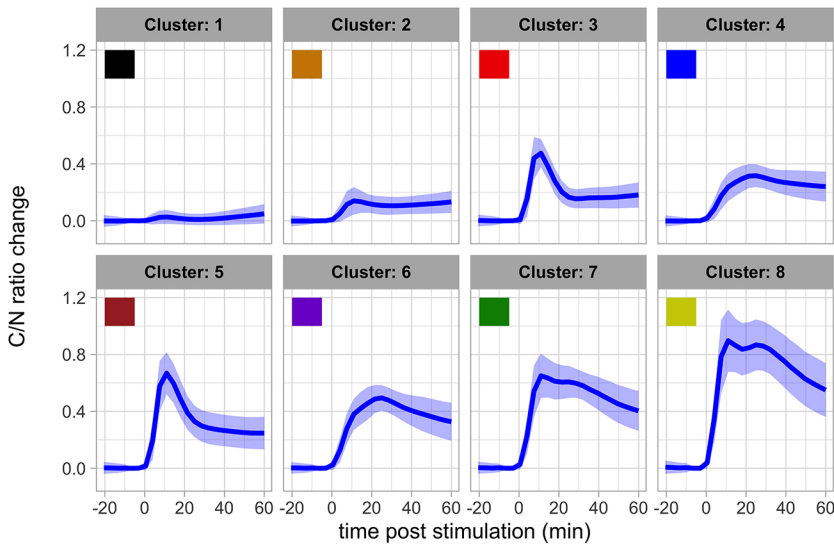 Cluster: 1 Cluster: 2 Cluster: 3 Cluster: 4
1.2
0.8
0.4
0.0
Cluster: 5 Cluster: 6 Cluster: 7 Cluster: 8
1.2
0.8
0.4
0.0
C/N ratio change
-20 0 20 40 60 -20 0 20 40 60 -20 0 20 40 60 -20 0 20 40 60
time post stimulation (min)